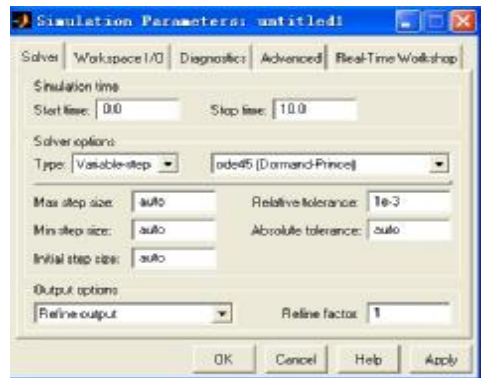 Simulation Parameters: untitled1
Solver Workspace I/O Diagnostics Advanced Real-Time Workshop
Simulation time
Start time: 0.0 Stop time: 10.0
Solver options
Type: Variable-step ode45 (Dormand-Prince)
Max step size: auto Relative tolerance: 1e-3
Min step size: auto Absolute tolerance: auto
Initial step size: auto
Output options
Refine output Refine factor: 1
OK Cancel Help Apply